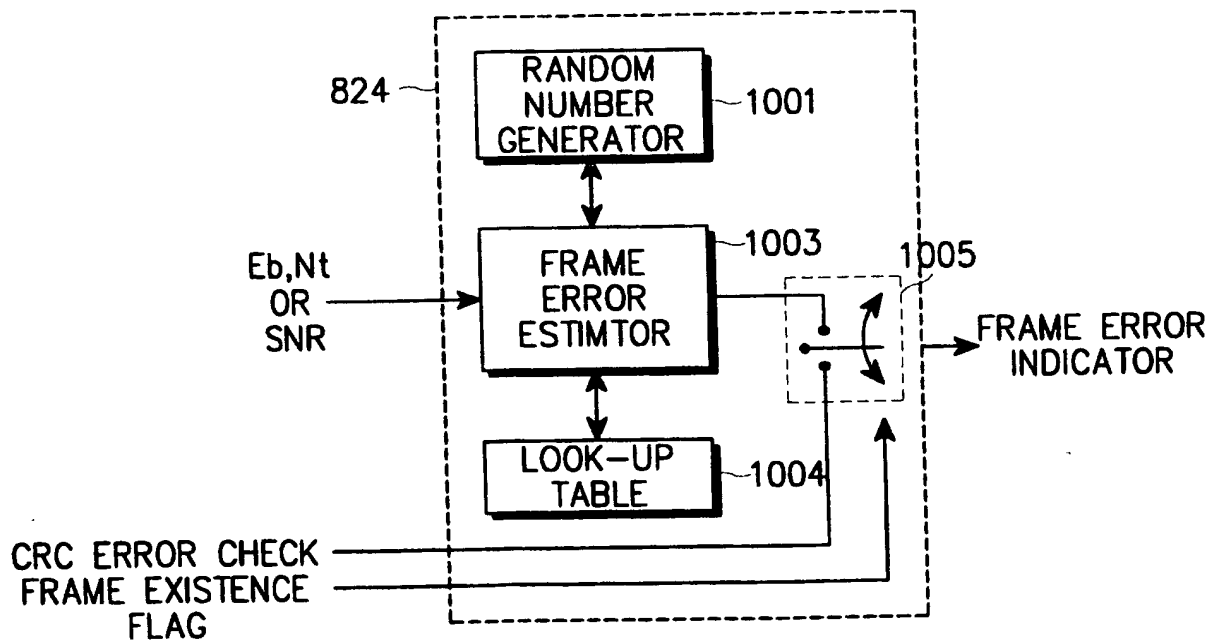 RANDOM
NUMBER
GENERATOR
824
1001
Eb,Nt
OR
SNR
FRAME
ERROR
ESTIMTOR
1003
1005
FRAME ERROR
INDICATOR
LOOK-UP
TABLE
1004
CRC ERROR CHECK
FRAME EXISTENCE
FLAG